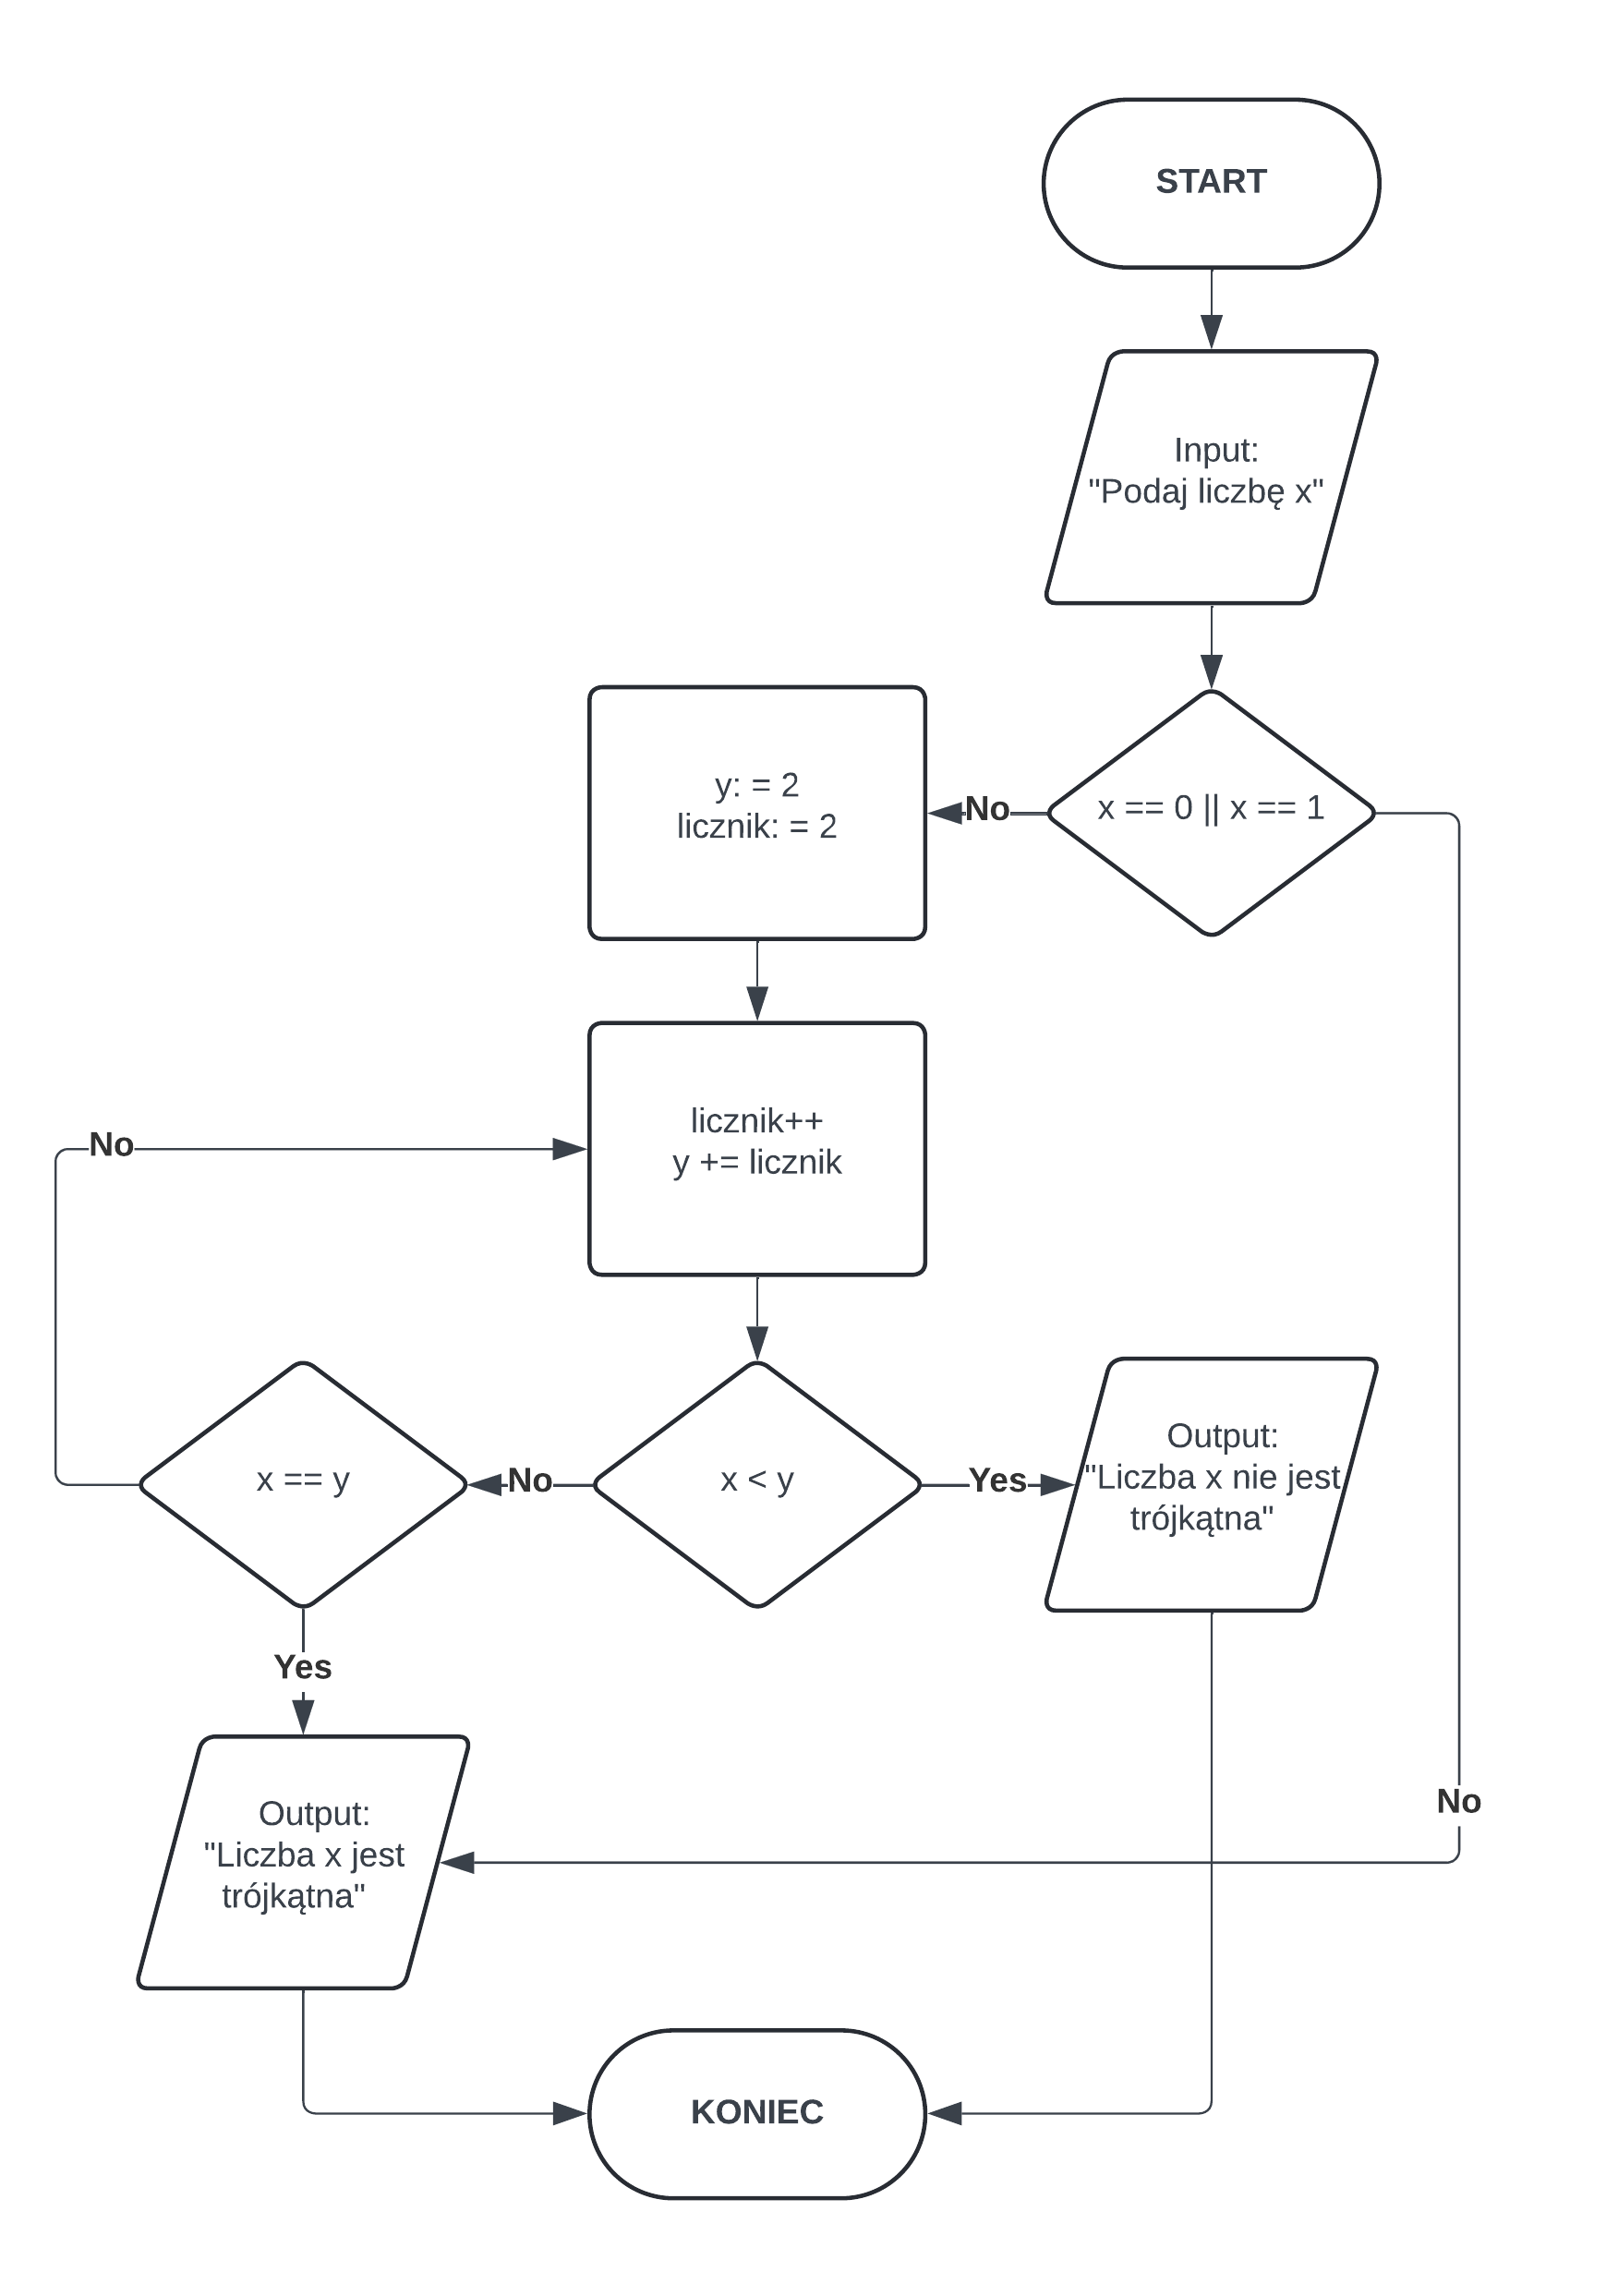 START
Input:
"Podaj liczbę x"
x == 0 || x == 1
No
y: = 2
licznik: = 2
licznik++
y += licznik
No
x == y
No
x < y
Yes
Output:
"Liczba x nie jest
trójkątna"
Yes
Output:
"Liczba x jest
trójkątna"
No
KONIEC